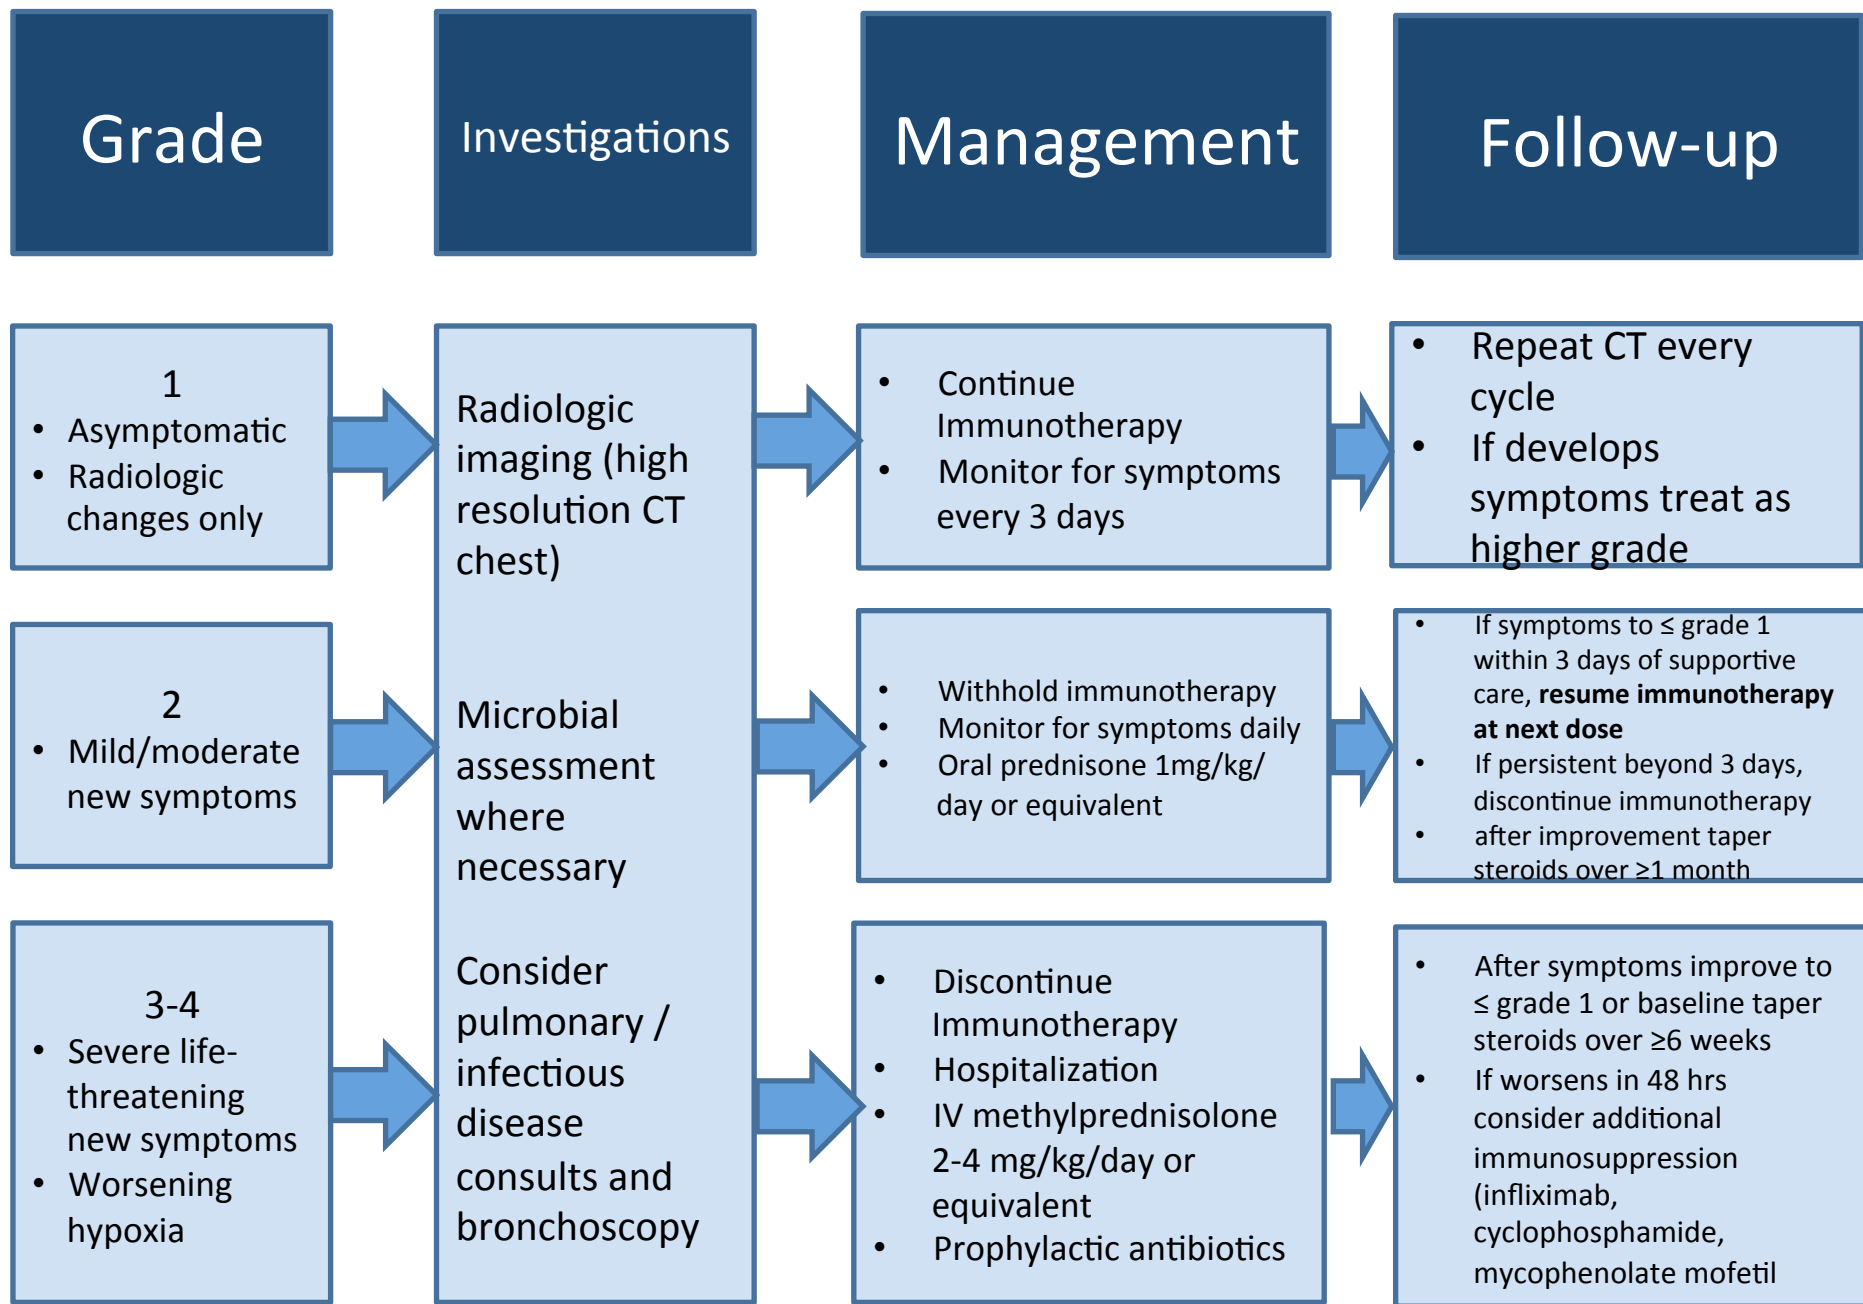 Grade
Investigations
Management
Follow-up
1
• Asymptomatic
• Radiologic
changes only
Radiologic
imaging (high
resolution CT
chest)
Microbial
assessment
where
necessary
Consider
pulmonary /
infectious
disease
consults and
bronchoscopy
• Continue
Immunotherapy
• Monitor for symptoms
every 3 days
• Repeat CT every
cycle
• If develops
symptoms treat as
higher grade
2
• Mild/moderate
new symptoms
• Withhold immunotherapy
• Monitor for symptoms daily
• Oral prednisone 1mg/kg/
day or equivalent
• If symptoms to ≤ grade 1
within 3 days of supportive
care, resume immunotherapy
at next dose
• If persistent beyond 3 days,
discontinue immunotherapy
• after improvement taper
steroids over ≥1 month
3-4
• Severe life-
threatening
new symptoms
• Worsening
hypoxia
• Discontinue
Immunotherapy
• Hospitalization
• IV methylprednisolone
2-4 mg/kg/day or
equivalent
• Prophylactic antibiotics
• After symptoms improve to
≤ grade 1 or baseline taper
steroids over ≥6 weeks
• If worsens in 48 hrs
consider additional
immunosuppression
(infliximab,
cyclophosphamide,
mycophenolate mofetil